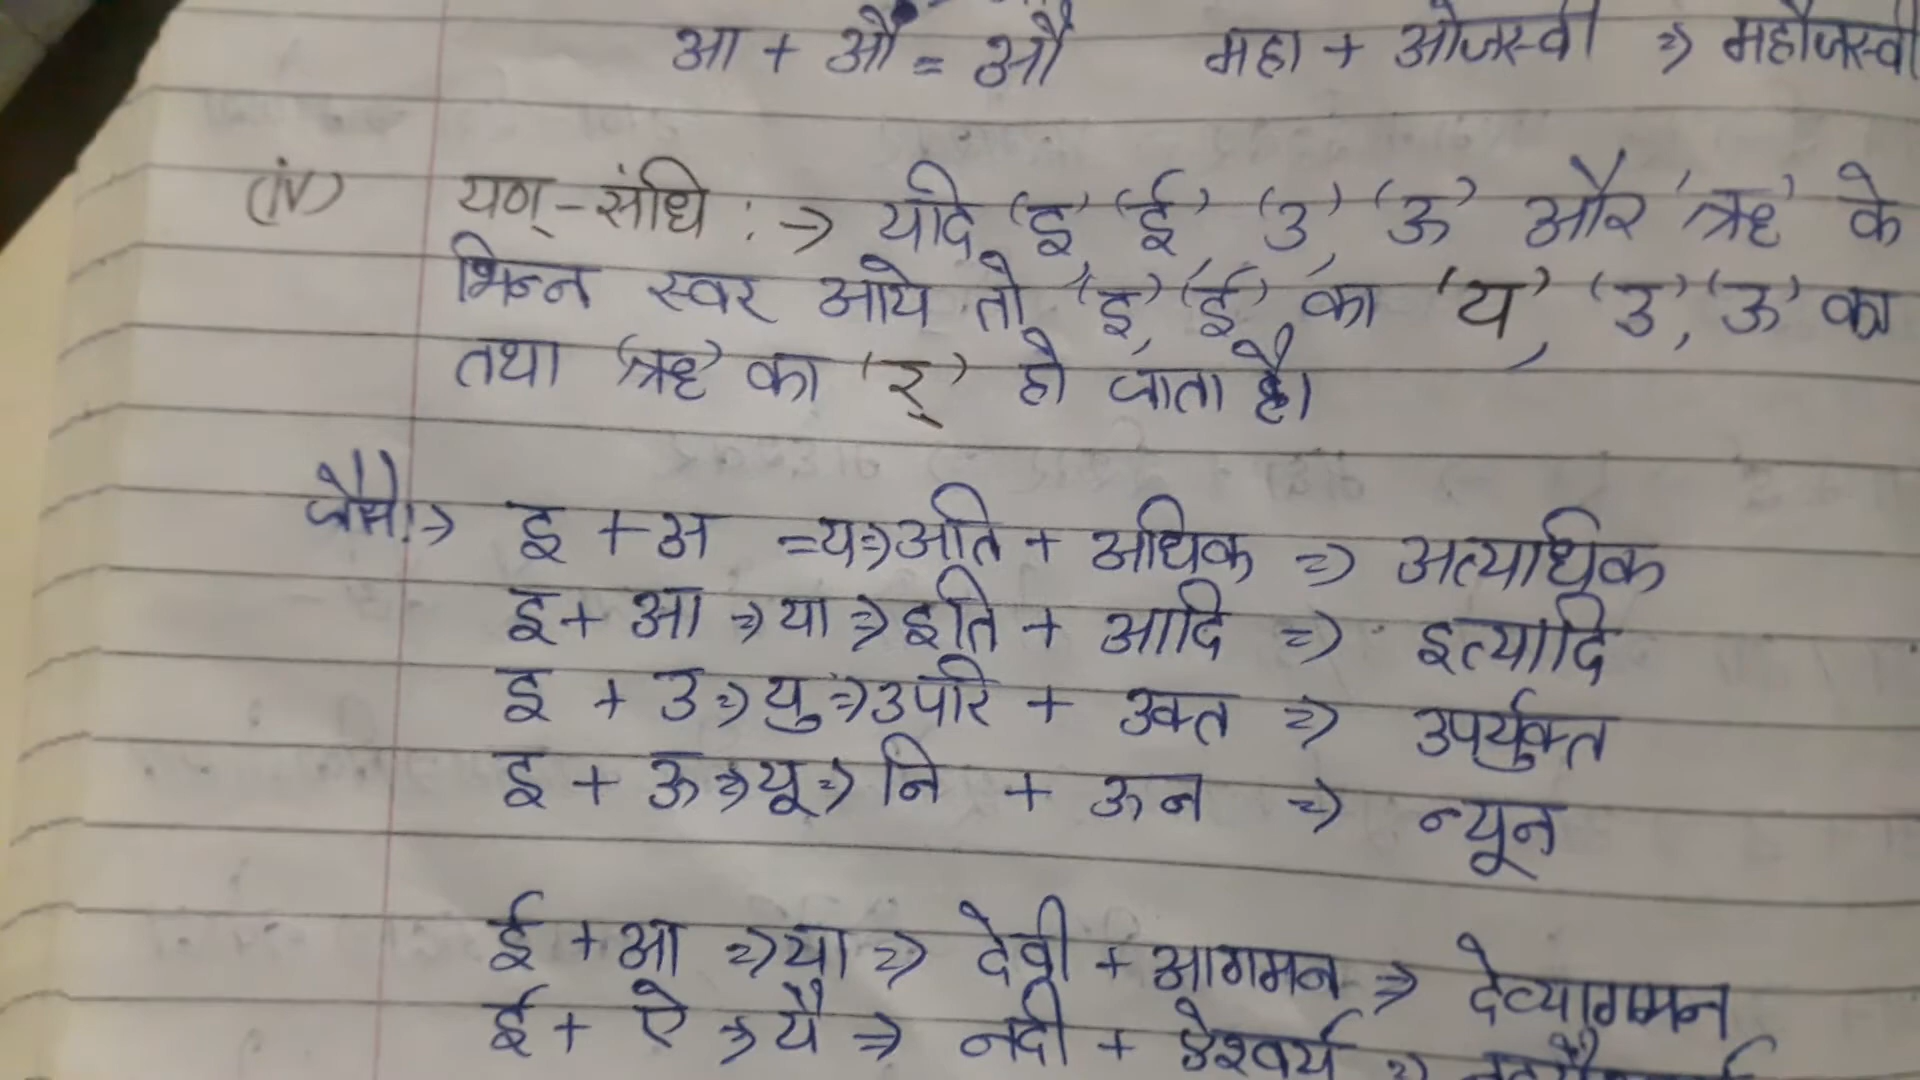 आ + औ = औ महा + ओजस्वी => महौजस्वी
(iv) यण्-संधि :-> यदि 'इ' 'ई' 'उ', 'ऊ' और 'ऋ' के
भिन्न स्वर आये तो 'इ', 'ई' का 'य', 'उ', 'ऊ' का
तथा 'ऋ' का 'र्' हो जाता है।
जैसे:-> इ + अ =य=>अति + अधिक => अत्याधिक
इ + आ => या => इति + आदि => इत्यादि
इ + उ => यु => उपरि + उक्त => उपर्युक्त
इ + ऊ => यू => नि + ऊन => न्यून
ई + आ => या => देवी + आगमन => देव्यागमन
ई + ऐ => यै => नदी + ऐश्वर्य =>